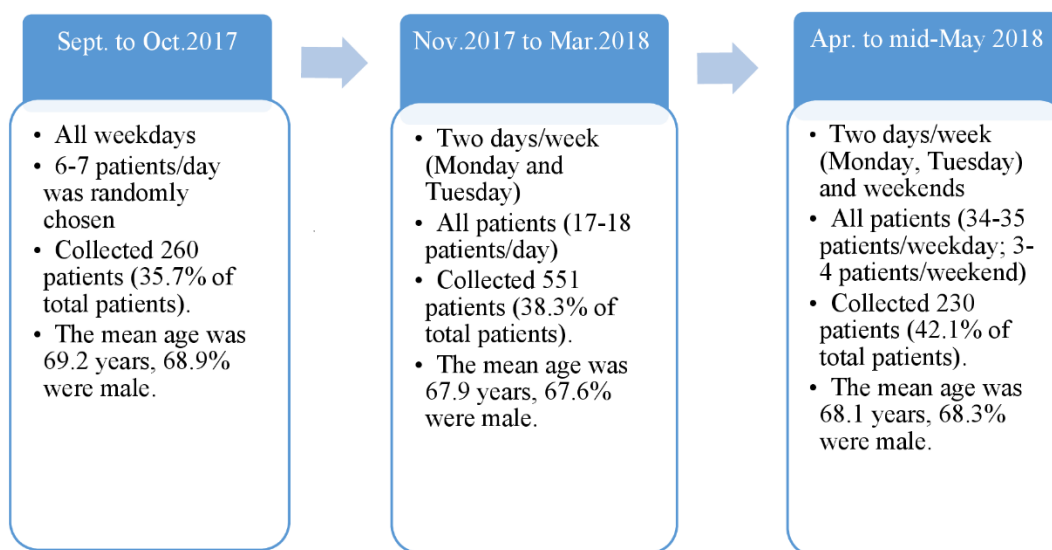 Sept. to Oct.2017
• All weekdays
• 6-7 patients/day
was randomly
chosen
• Collected 260
patients (35.7% of
total patients).
• The mean age was
69.2 years, 68.9%
were male.
Nov.2017 to Mar.2018
• Two days/week
(Monday and
Tuesday)
• All patients (17-18
patients/day)
• Collected 551
patients (38.3% of
total patients).
• The mean age was
67.9 years, 67.6%
were male.
Apr. to mid-May 2018
• Two days/week
(Monday, Tuesday)
and weekends
• All patients (34-35
patients/weekday; 3-
4 patients/weekend)
• Collected 230
patients (42.1% of
total patients).
• The mean age was
68.1 years, 68.3%
were male.